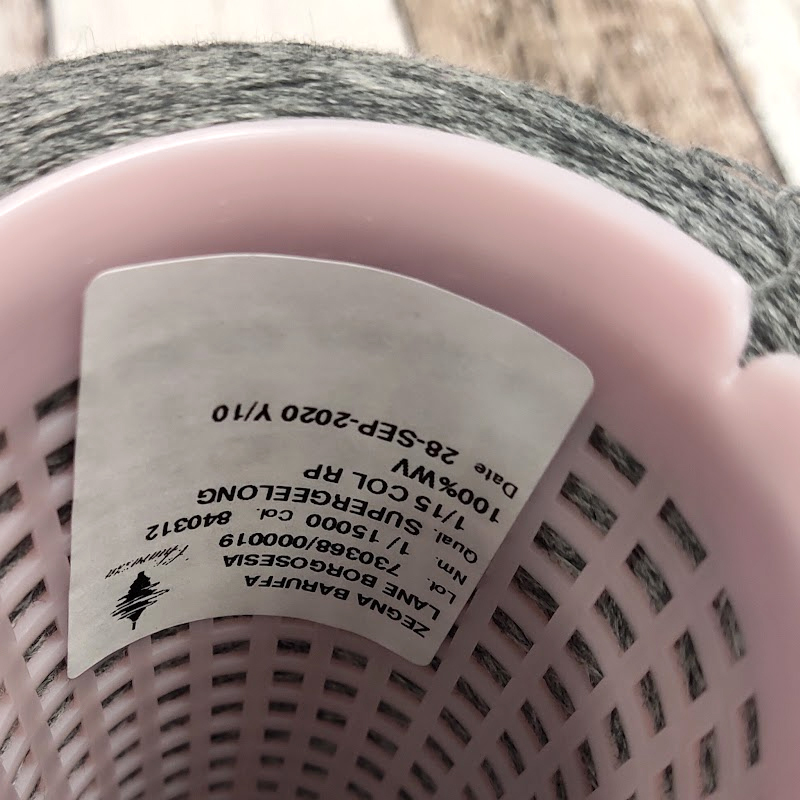 ZEGNA BARUFFA
LANE BORGOSESIA
Lot. 730368/000019
Nm. 1/ 15000 Col. 840312
Qual. SUPERGEELONG
1/15 COL RP
100%WV
Date 28-SEP-2020 Y/10